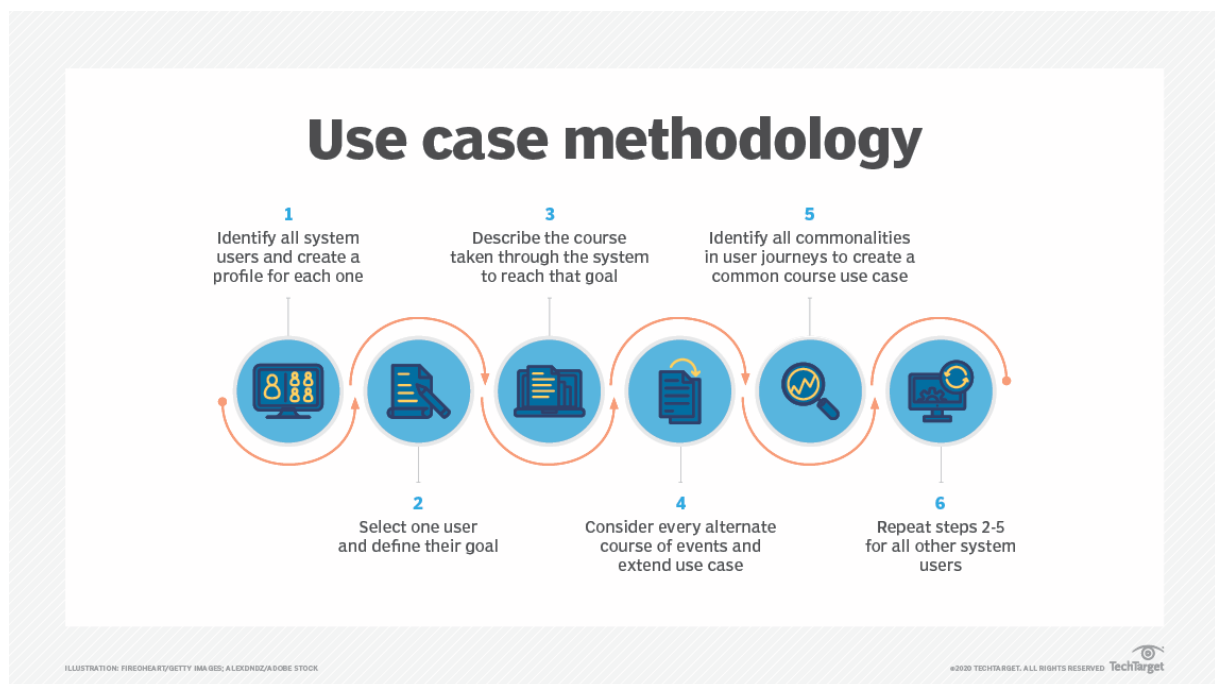 Use case methodology
1
Identify all system
users and create a
profile for each one
2
Select one user
and define their goal
3
Describe the course
taken through the system
to reach that goal
4
Consider every alternate
course of events and
extend use case
5
Identify all commonalities
in user journeys to create a
common course use case
6
Repeat steps 2-5
for all other system
users
ILLUSTRATION: FIREOHEART/GETTY IMAGES; ALEXDNDZ/ADOBE STOCK
©2020 TECHTARGET. ALL RIGHTS RESERVED
TechTarget